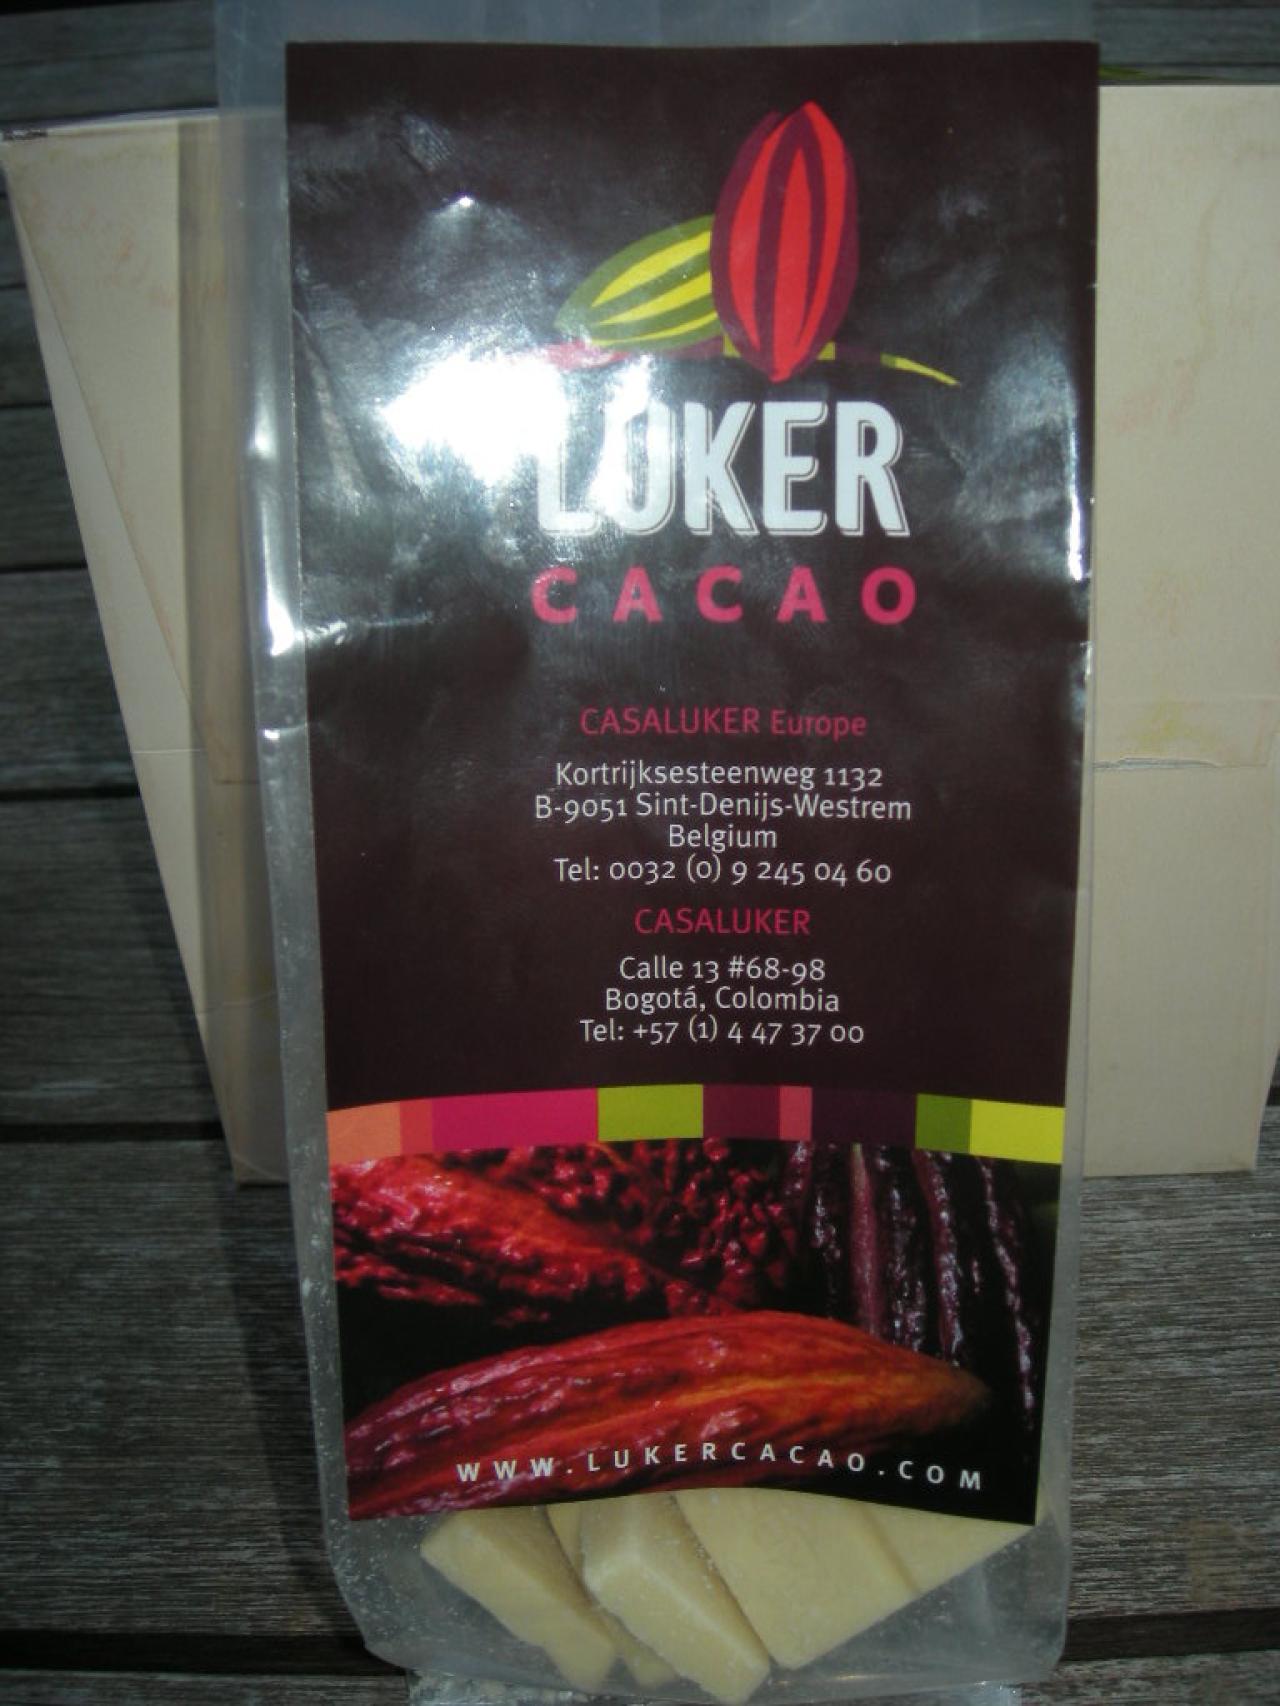 LUKER
CACAO
CASALUKER Europe
Kortrijksesteenweg 1132
B-9051 Sint-Denijs-Westrem
Belgium
Tel: 0032 (0) 9 245 04 60
CASALUKER
Calle 13 #68-98
Bogotá, Colombia
Tel: +57 (1) 4 47 37 00
WWW.LUKERCACAO.COM